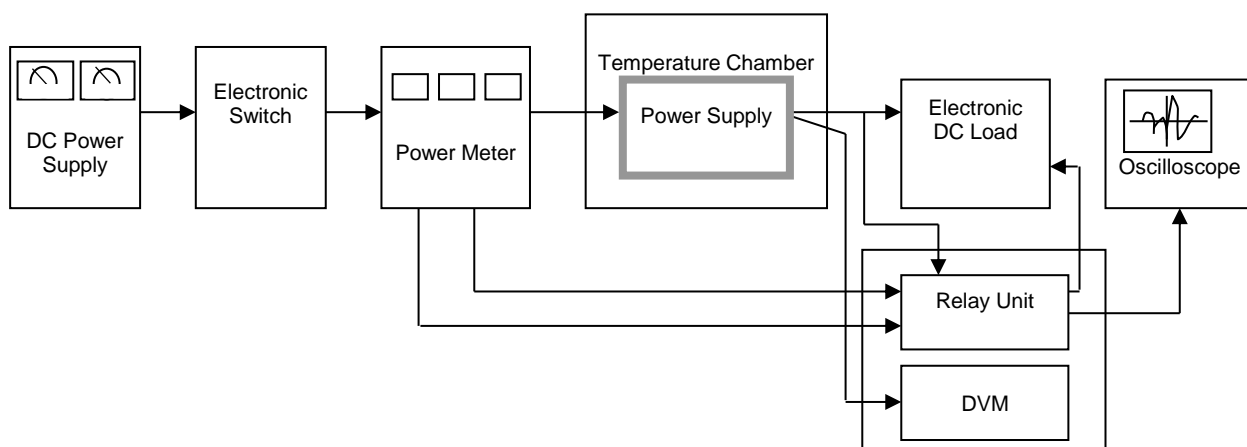 DC Power
Supply
Electronic
Switch
Power Meter
Temperature Chamber
Power Supply
Electronic
DC Load
Oscilloscope
Relay Unit
DVM